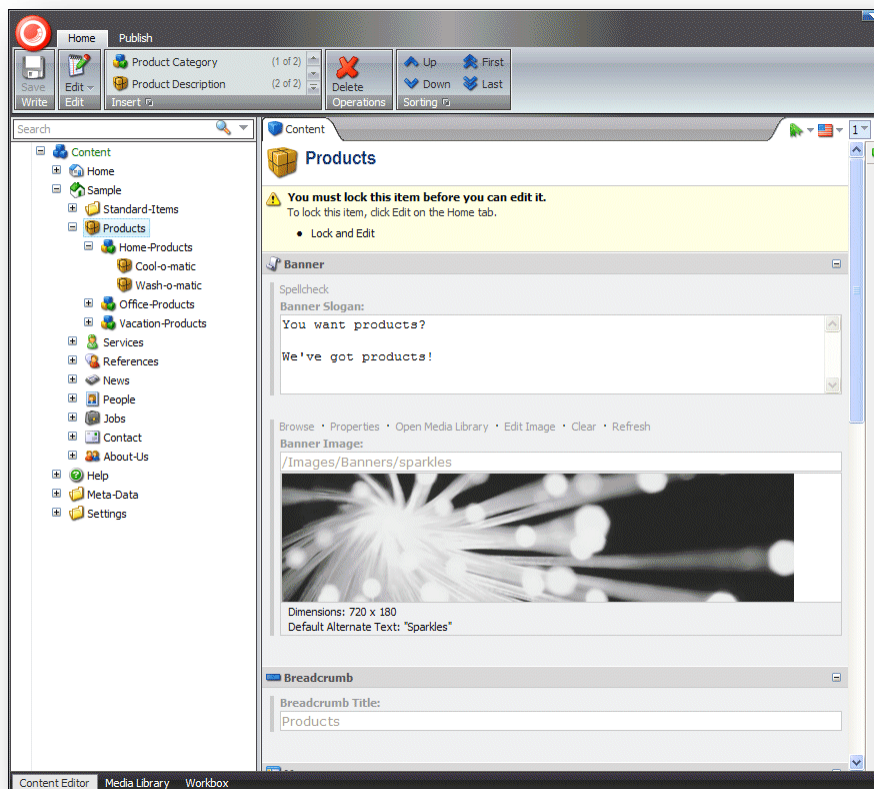 Home Publish
Product Category (1 of 2)
Save Edit Product Description (2 of 2) Delete Up First
Down Last
Write Edit Insert Operations Sorting
Search
Content
Home
Sample
Standard-Items
Products
Home-Products
Cool-o-matic
Wash-o-matic
Office-Products
Vacation-Products
Services
References
News
People
Jobs
Contact
About-Us
Help
Meta-Data
Settings
Content
1
Products
You must lock this item before you can edit it.
To lock this item, click Edit on the Home tab.
• Lock and Edit
Banner
Spellcheck
Banner Slogan:
You want products?
We've got products!
Browse • Properties • Open Media Library • Edit Image • Clear • Refresh
Banner Image:
/Images/Banners/sparkles
Dimensions: 720 x 180
Default Alternate Text: "Sparkles"
Breadcrumb
Breadcrumb Title:
Products
Content Editor Media Library Workbox